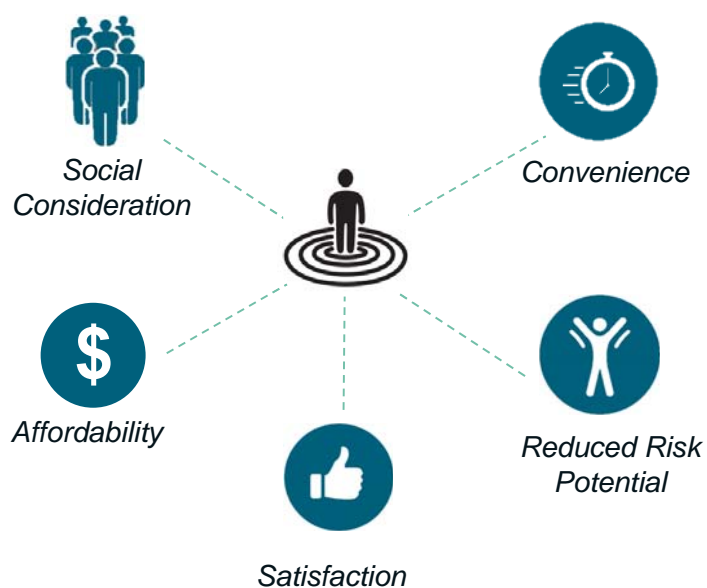 Social
Consideration
Convenience
$
Affordability
Reduced Risk
Potential
Satisfaction